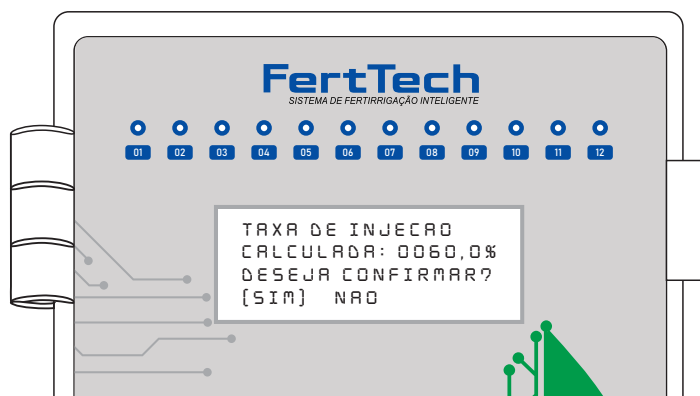 FertTech
SISTEMA DE FERTIRRIGAÇÃO INTELIGENTE
01 02 03 04 05 06 07 08 09 10 11 12
TAXA DE INJECAO
CALCULADA: 0060,0%
DESEJA CONFIRMAR?
[SIM] NAO